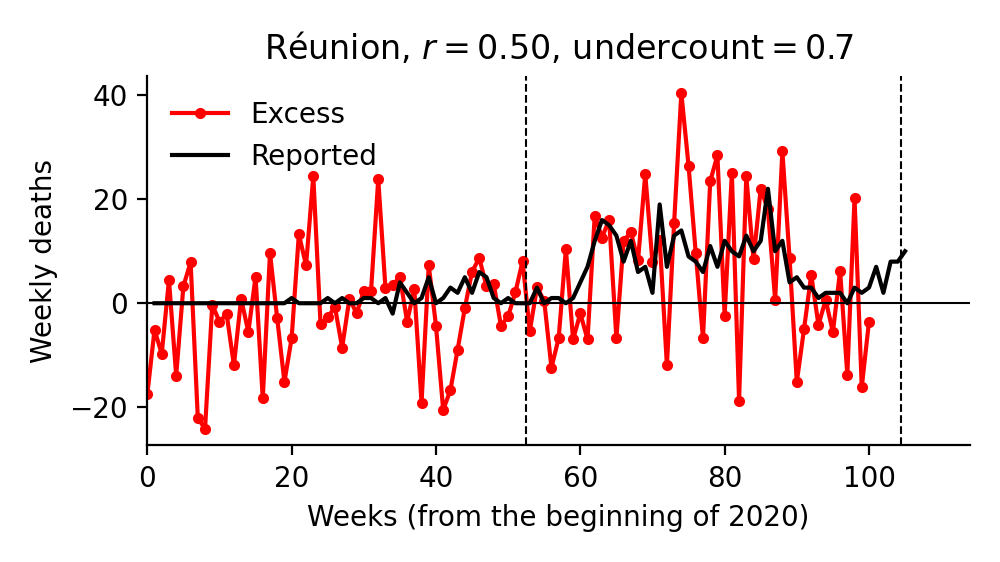 Réunion, r = 0.50, undercount = 0.7
Excess
Reported
Weekly deaths
40
20
0
−20
0 20 40 60 80 100
Weeks (from the beginning of 2020)